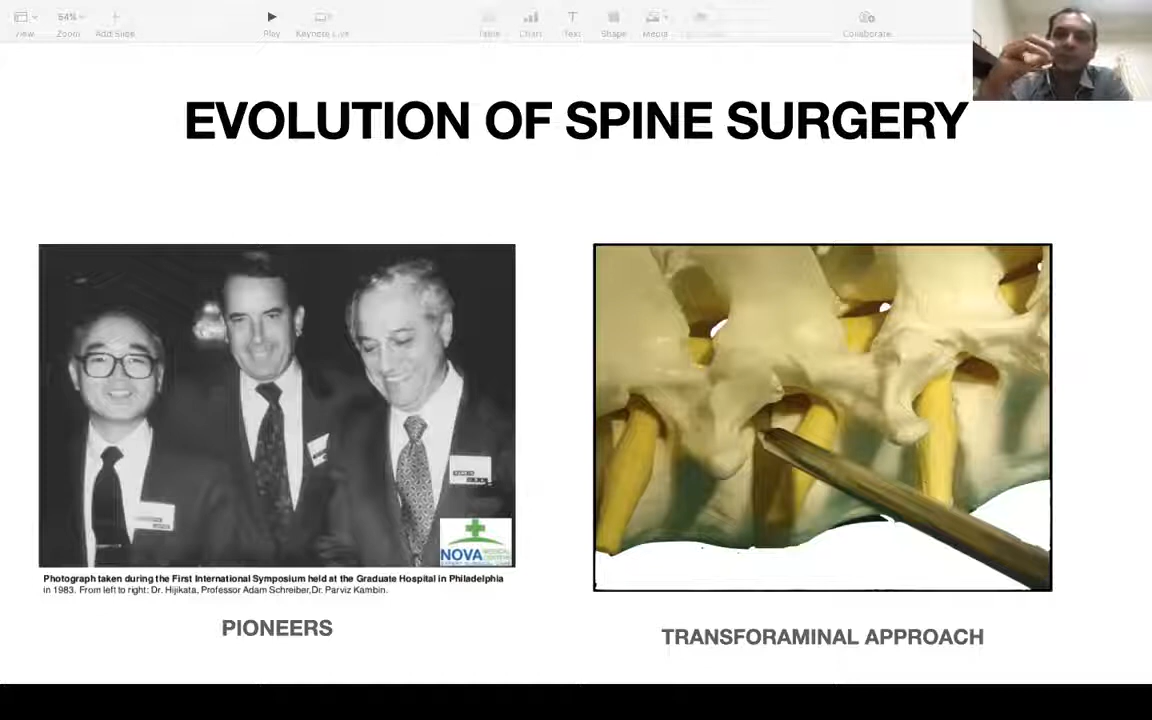 View
54%
Zoom
Add Slide
Play
Keynote Live
Table
Chart
Text
Shape
Media
Collaborate
EVOLUTION OF SPINE SURGERY
NOVA
Photograph taken during the First International Symposium held at the Graduate Hospital in Philadelphia
in 1983. From left to right: Dr. Hijikata, Professor Adam Schreiber,Dr. Parviz Kambin.
PIONEERS
TRANSFORAMINAL APPROACH